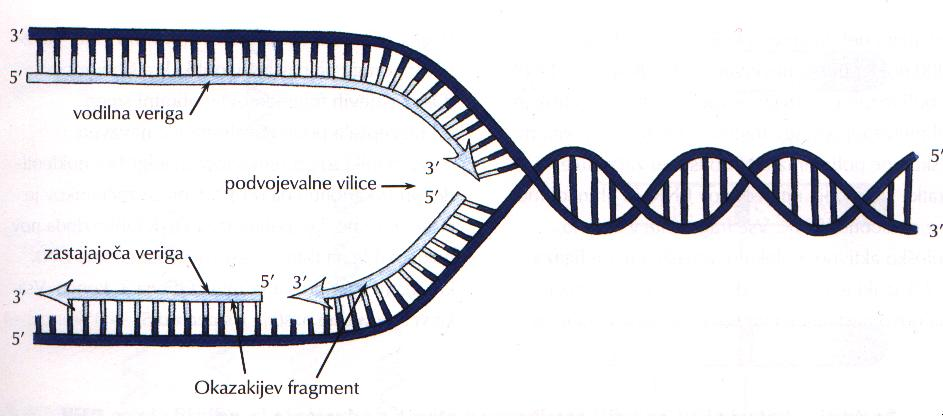 3′
5′
vodilna veriga
3′
podvojevalne vilice
5′
5′
3′
zastajajoča veriga
5′
3′
3′
5′
Okazakijev fragment